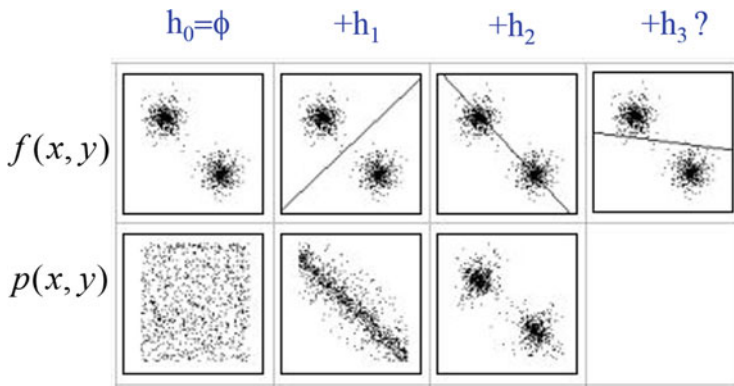 h₀=ϕ +h₁ +h₂ +h₃ ?
f(x, y)
p(x, y)